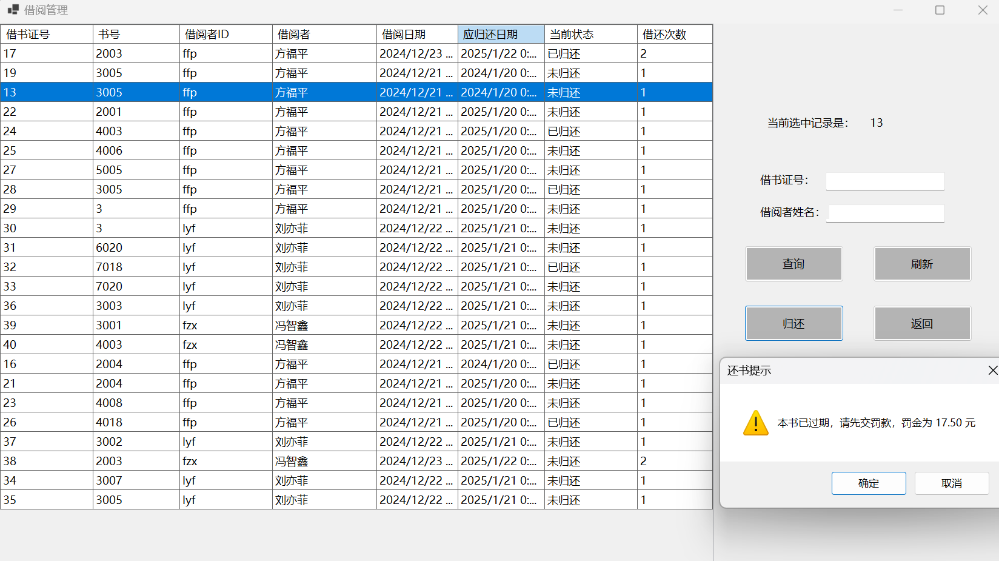 借阅管理
借书证号 书号 借阅者ID 借阅者 借阅日期 应归还日期 当前状态 借还次数
17 2003 ffp 方福平 2024/12/23 ... 2025/1/22 0:... 已归还 2
19 3005 ffp 方福平 2024/12/21 ... 2024/1/20 0:... 未归还 1
13 3005 ffp 方福平 2024/12/21 ... 2024/1/20 0:... 未归还 1
22 2001 ffp 方福平 2024/12/21 ... 2025/1/20 0:... 未归还 1
24 4003 ffp 方福平 2024/12/21 ... 2025/1/20 0:... 已归还 1
25 4006 ffp 方福平 2024/12/21 ... 2025/1/20 0:... 未归还 1
27 5005 ffp 方福平 2024/12/21 ... 2025/1/20 0:... 未归还 1
28 3005 ffp 方福平 2024/12/21 ... 2025/1/20 0:... 已归还 1
29 3 ffp 方福平 2024/12/21 ... 2025/1/20 0:... 未归还 1
30 3 lyf 刘亦菲 2024/12/22 ... 2025/1/21 0:... 未归还 1
31 6020 lyf 刘亦菲 2024/12/22 ... 2025/1/21 0:... 未归还 1
32 7018 lyf 刘亦菲 2024/12/22 ... 2025/1/21 0:... 已归还 1
33 7020 lyf 刘亦菲 2024/12/22 ... 2025/1/21 0:... 未归还 1
36 3003 lyf 刘亦菲 2024/12/22 ... 2025/1/21 0:... 未归还 1
39 3001 fzx 冯智鑫 2024/12/22 ... 2025/1/21 0:... 未归还 1
40 4003 fzx 冯智鑫 2024/12/22 ... 2025/1/21 0:... 未归还 1
16 2004 ffp 方福平 2024/12/21 ... 2024/1/20 0:... 已归还 1
21 2004 ffp 方福平 2024/12/21 ... 2025/1/20 0:... 未归还 1
23 4008 ffp 方福平 2024/12/21 ... 2025/1/20 0:... 未归还 1
26 4018 ffp 方福平 2024/12/21 ... 2025/1/20 0:... 已归还 1
37 3002 lyf 刘亦菲 2024/12/22 ... 2025/1/21 0:... 未归还 1
38 2003 fzx 冯智鑫 2024/12/23 ... 2025/1/22 0:... 未归还 2
34 3007 lyf 刘亦菲 2024/12/22 ... 2025/1/21 0:... 未归还 1
35 3005 lyf 刘亦菲 2024/12/22 ... 2025/1/21 0:... 未归还 1
当前选中记录是： 13
借书证号：
借阅者姓名：
查询 刷新
归还 返回
还书提示
本书已过期，请先交罚款，罚金为 17.50 元
确定 取消